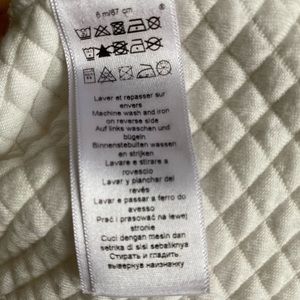 6 m/67 cm
®
Laver et repasser sur
envers
Machine wash and iron
on reverse side
Auf links waschen und
bügeln
Binnenstebuiten wassen
en strijken
Lavare e stirare a
rovescio
Lavar y planchar del
revés
Lavar e passar a ferro do
avesso
Prać i prasować na lewej
stronie
Cuci dengan mesin dan
setrika di sisi sebaliknya
Стирать и гладить,
вывернув наизнанку